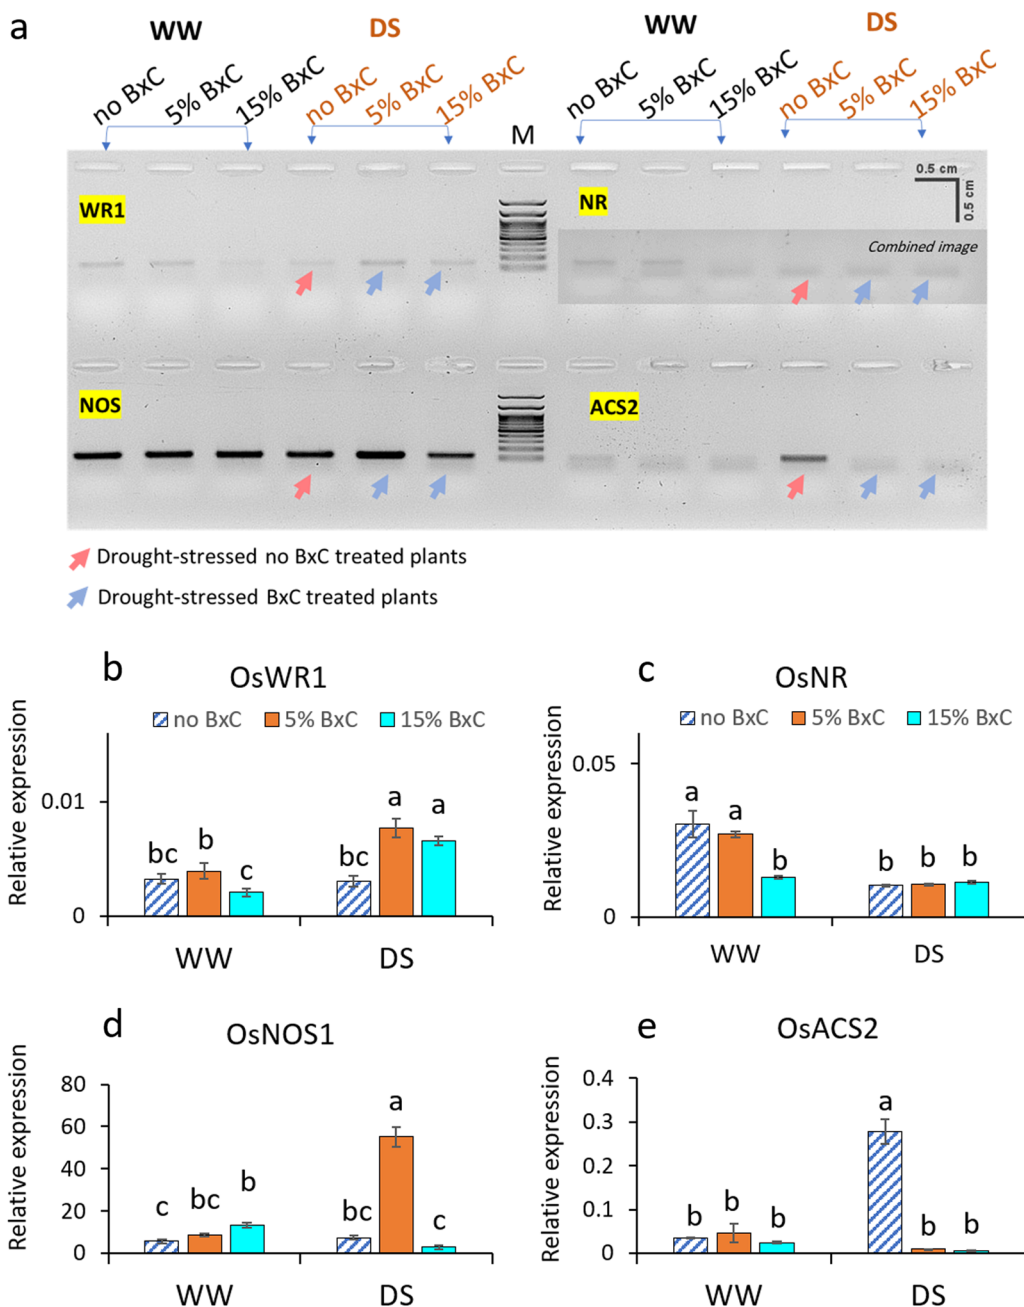 a
WW DS WW DS
no BxC 5% BxC 15% BxC no BxC 5% BxC 15% BxC M no BxC 5% BxC 15% BxC no BxC 5% BxC 15% BxC
0.5 cm
0.5 cm
WR1 NR
Combined image
NOS ACS2
Drought-stressed no BxC treated plants
Drought-stressed BxC treated plants
b
OsWR1
no BxC 5% BxC 15% BxC
Relative expression
0.01
0
bc b c bc a a
WW DS
c
OsNR
no BxC 5% BxC 15% BxC
Relative expression
0.05
0
a a b b b b
WW DS
d
OsNOS1
Relative expression
80
60
40
20
0
c bc b bc a c
WW DS
e
OsACS2
Relative expression
0.4
0.3
0.2
0.1
0
b b b a b b
WW DS